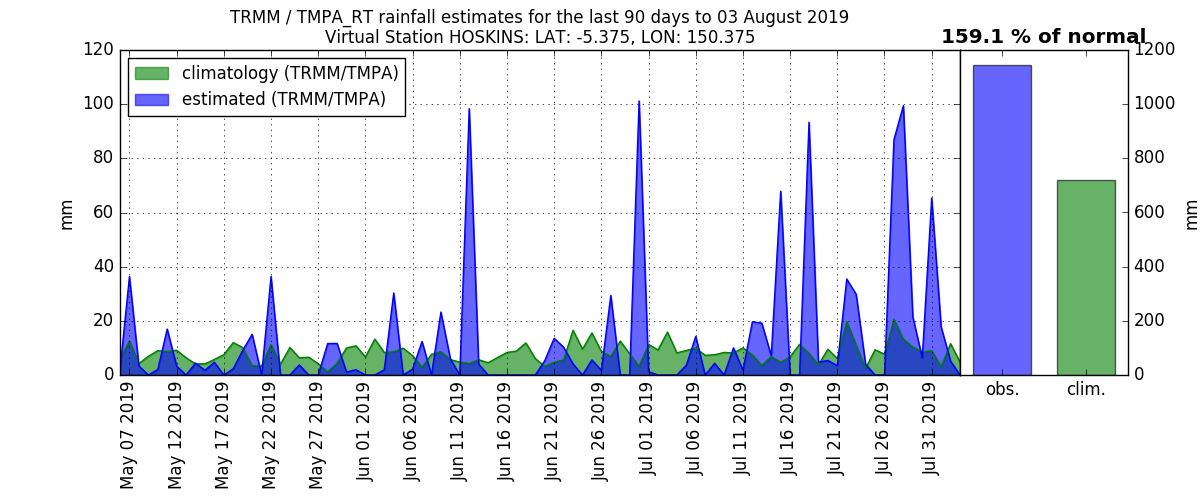 TRMM / TMPA_RT rainfall estimates for the last 90 days to 03 August 2019
Virtual Station HOSKINS: LAT: -5.375, LON: 150.375
159.1 % of normal
climatology (TRMM/TMPA)
estimated (TRMM/TMPA)
120
100
80
60
40
20
0
mm
May 07 2019
May 12 2019
May 17 2019
May 22 2019
May 27 2019
Jun 01 2019
Jun 06 2019
Jun 11 2019
Jun 16 2019
Jun 21 2019
Jun 26 2019
Jul 01 2019
Jul 06 2019
Jul 11 2019
Jul 16 2019
Jul 21 2019
Jul 26 2019
Jul 31 2019
obs.
clim.
1200
1000
800
600
400
200
0
mm